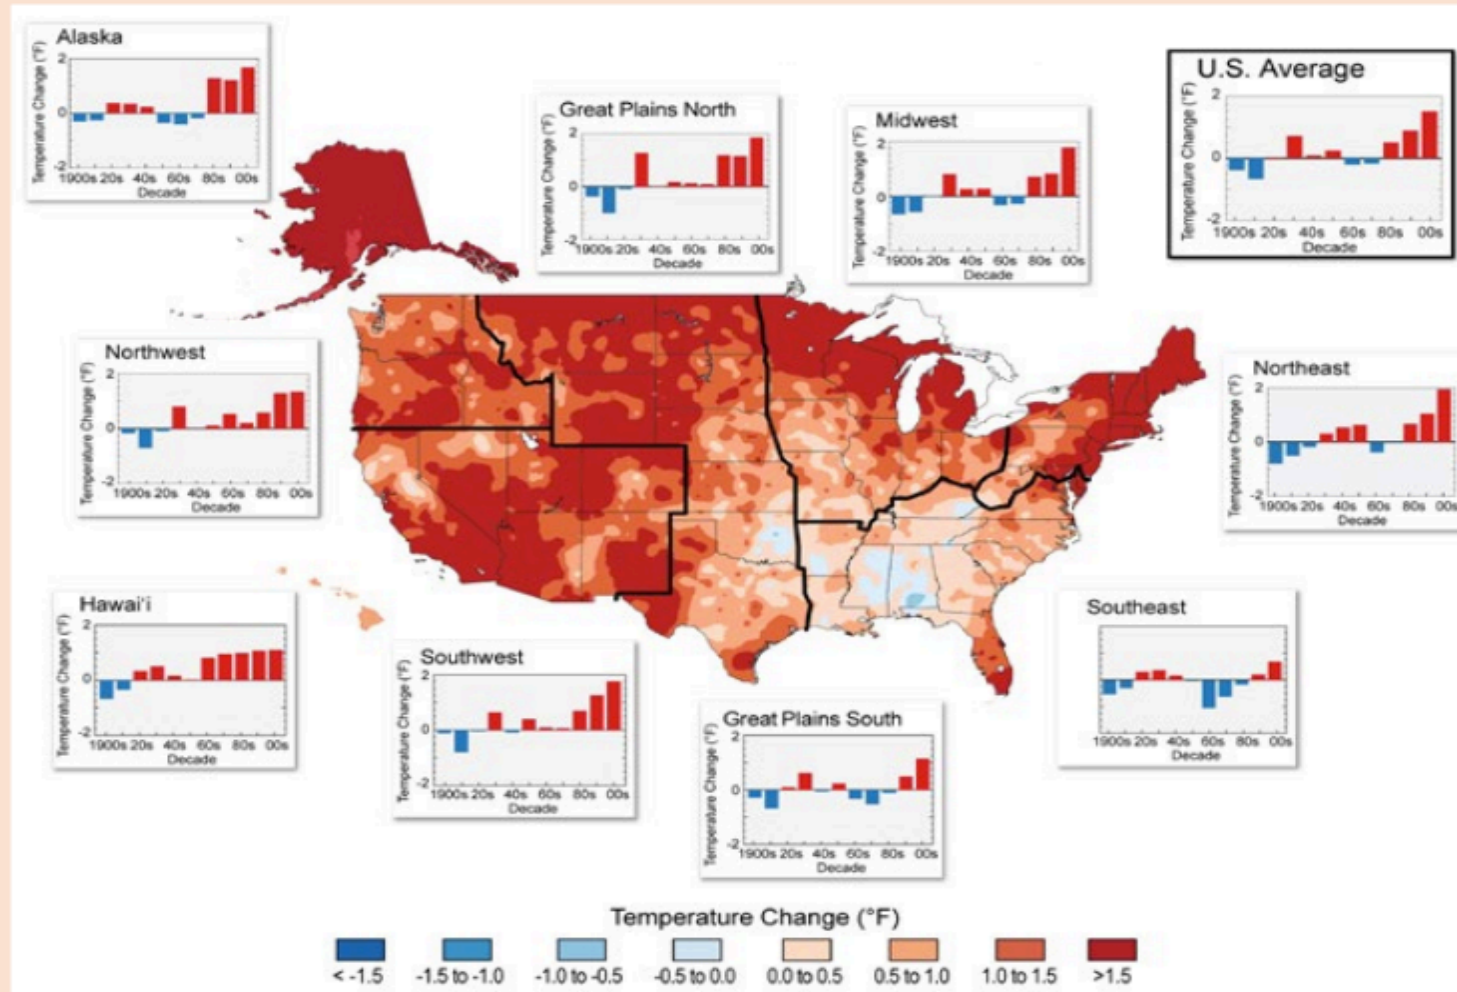 Alaska
Temperature Change (°F)
2
0
-2
1900s 20s 40s 60s 80s 00s
Decade
Great Plains North
Temperature Change (°F)
2
0
-2
1900s 20s 40s 60s 80s 00s
Decade
Midwest
Temperature Change (°F)
2
0
-2
1900s 20s 40s 60s 80s 00s
Decade
U.S. Average
Temperature Change (°F)
2
0
-2
1900s 20s 40s 60s 80s 00s
Decade
Northwest
Temperature Change (°F)
2
0
-2
1900s 20s 40s 60s 80s 00s
Decade
Northeast
Temperature Change (°F)
2
0
-2
1900s 20s 40s 60s 80s 00s
Decade
Hawai'i
Temperature Change (°F)
2
0
-2
1900s 20s 40s 60s 80s 00s
Decade
Southwest
Temperature Change (°F)
2
0
-2
1900s 20s 40s 60s 80s 00s
Decade
Great Plains South
Temperature Change (°F)
2
0
-2
1900s 20s 40s 60s 80s 00s
Decade
Southeast
1900s 20s 40s 60s 80s 00s
Decade
Temperature Change (°F)
< -1.5 -1.5 to -1.0 -1.0 to -0.5 -0.5 to 0.0 0.0 to 0.5 0.5 to 1.0 1.0 to 1.5 >1.5